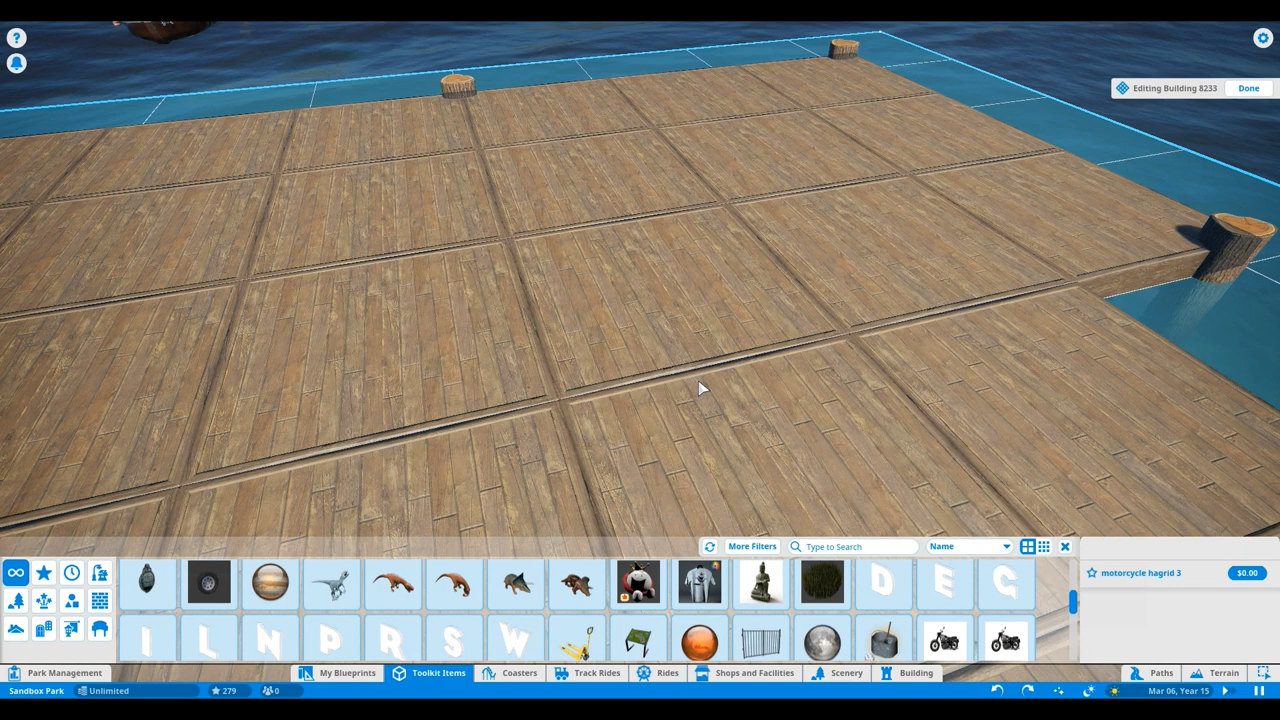 ?
Editing Building 8233 Done
More Filters Type to Search Name
motorcycle hagrid 3 $0.00
D E G
I L N P R S W
Park Management My Blueprints Toolkit Items Coasters Track Rides Rides Shops and Facilities Scenery Building Paths Terrain
Sandbox Park Unlimited 279 0 Mar 06, Year 15